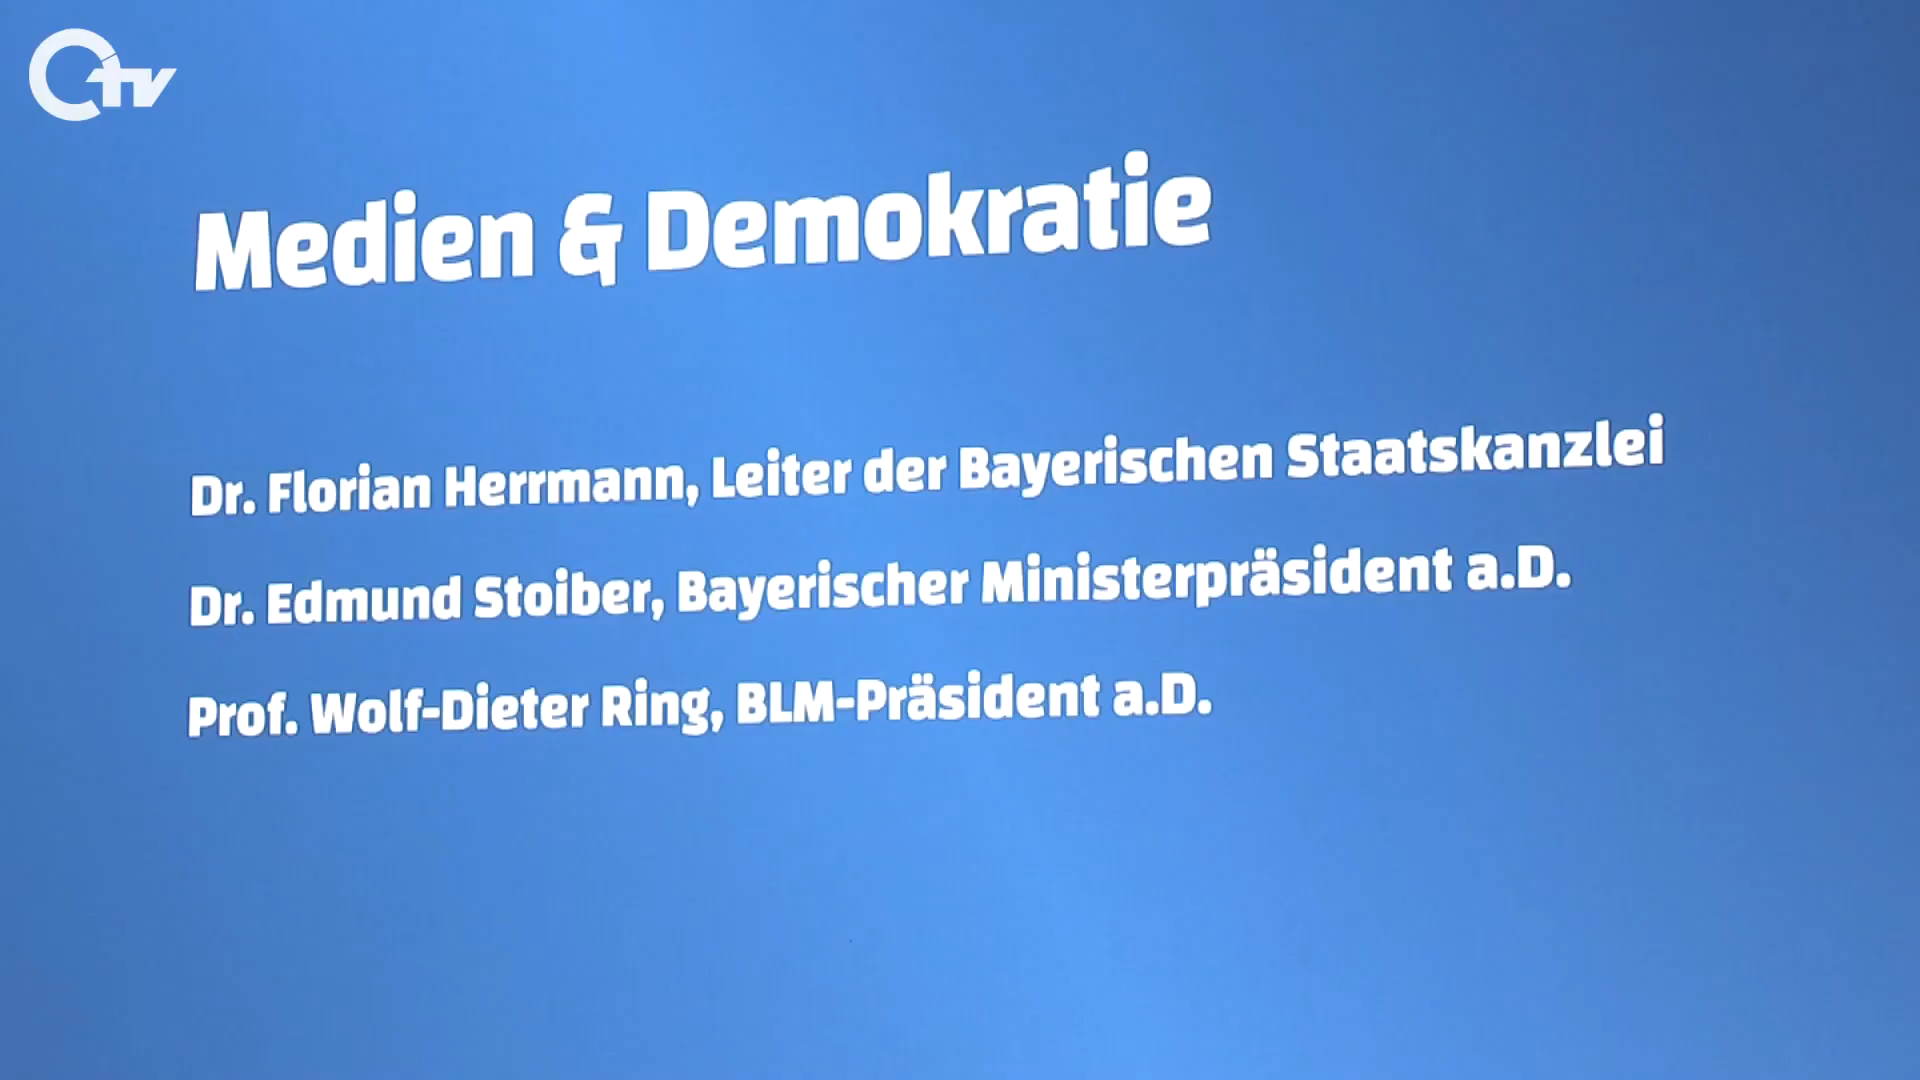 OTV
Medien & Demokratie
Dr. Florian Herrmann, Leiter der Bayerischen Staatskanzlei
Dr. Edmund Stoiber, Bayerischer Ministerpräsident a.D.
Prof. Wolf-Dieter Ring, BLM-Präsident a.D.